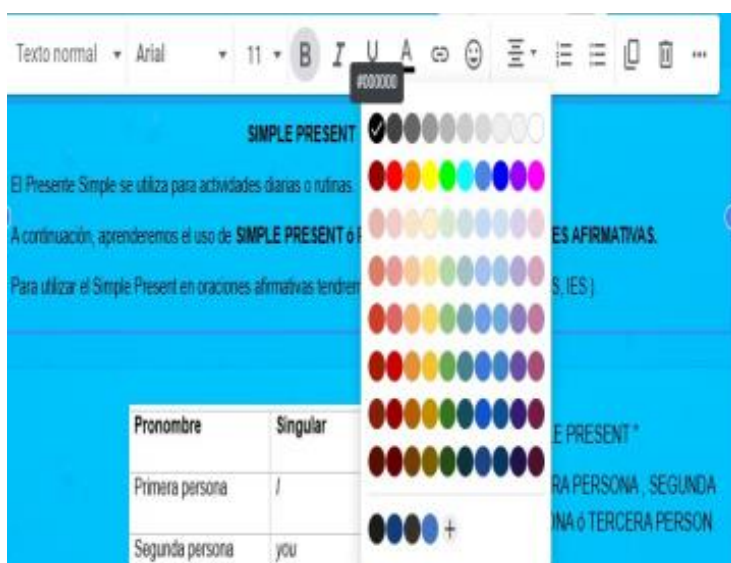 Texto normal Arial 11 B I U A
#000000
SIMPLE PRESENT
El Presente Simple se utiliza para actividades diarias o rutinas.
A continuación, aprenderemos el uso de SIMPLE PRESENT ó ES AFIRMATIVAS.
Para utilizar el Simple Present en oraciones afirmativas S, IES ).
Pronombre Singular
E PRESENT "
Primera persona I
RA PERSONA , SEGUNDA
NA ó TERCERA PERSON
Segunda persona you